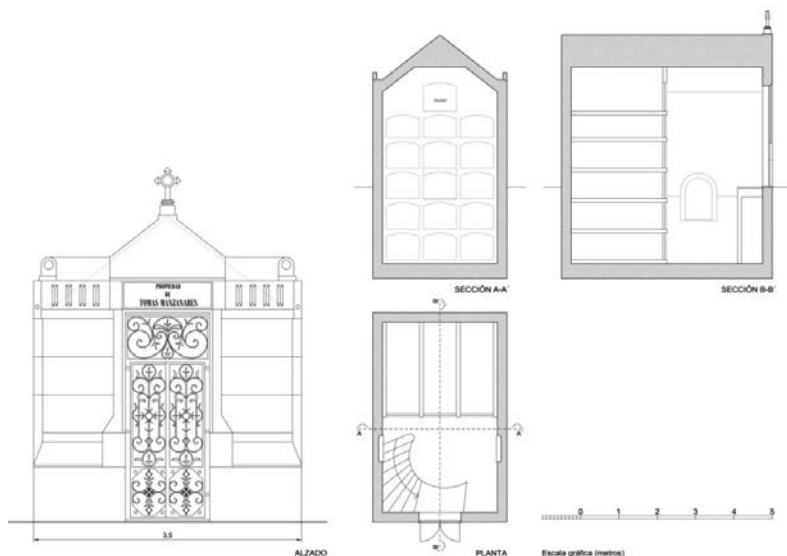 PROPIEDAD
DE
TOMAS MANZANARES
3,5
ALZADO
SECCIÓN A-A´
SECCIÓN B-B´
B
A
A
B
PLANTA
0 1 2 3 4 5
Escala gráfica (metros)